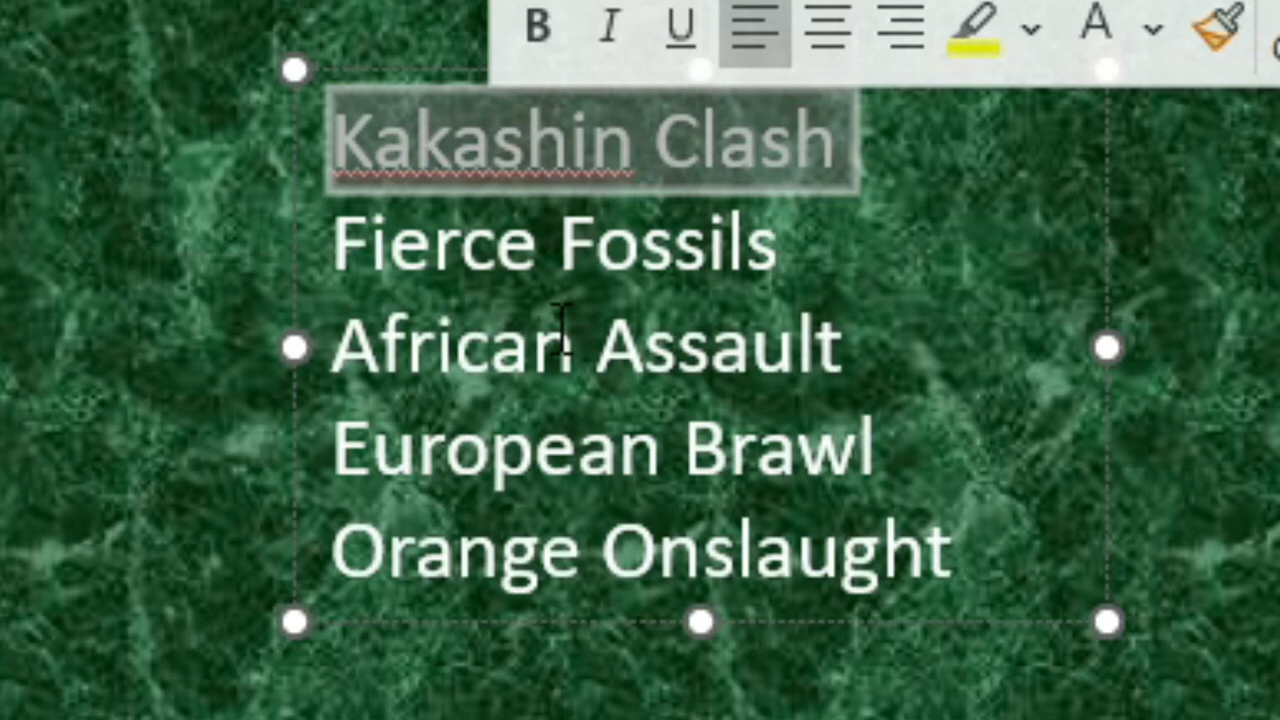 B I U A
Kakashin Clash
Fierce Fossils
African Assault
European Brawl
Orange Onslaught